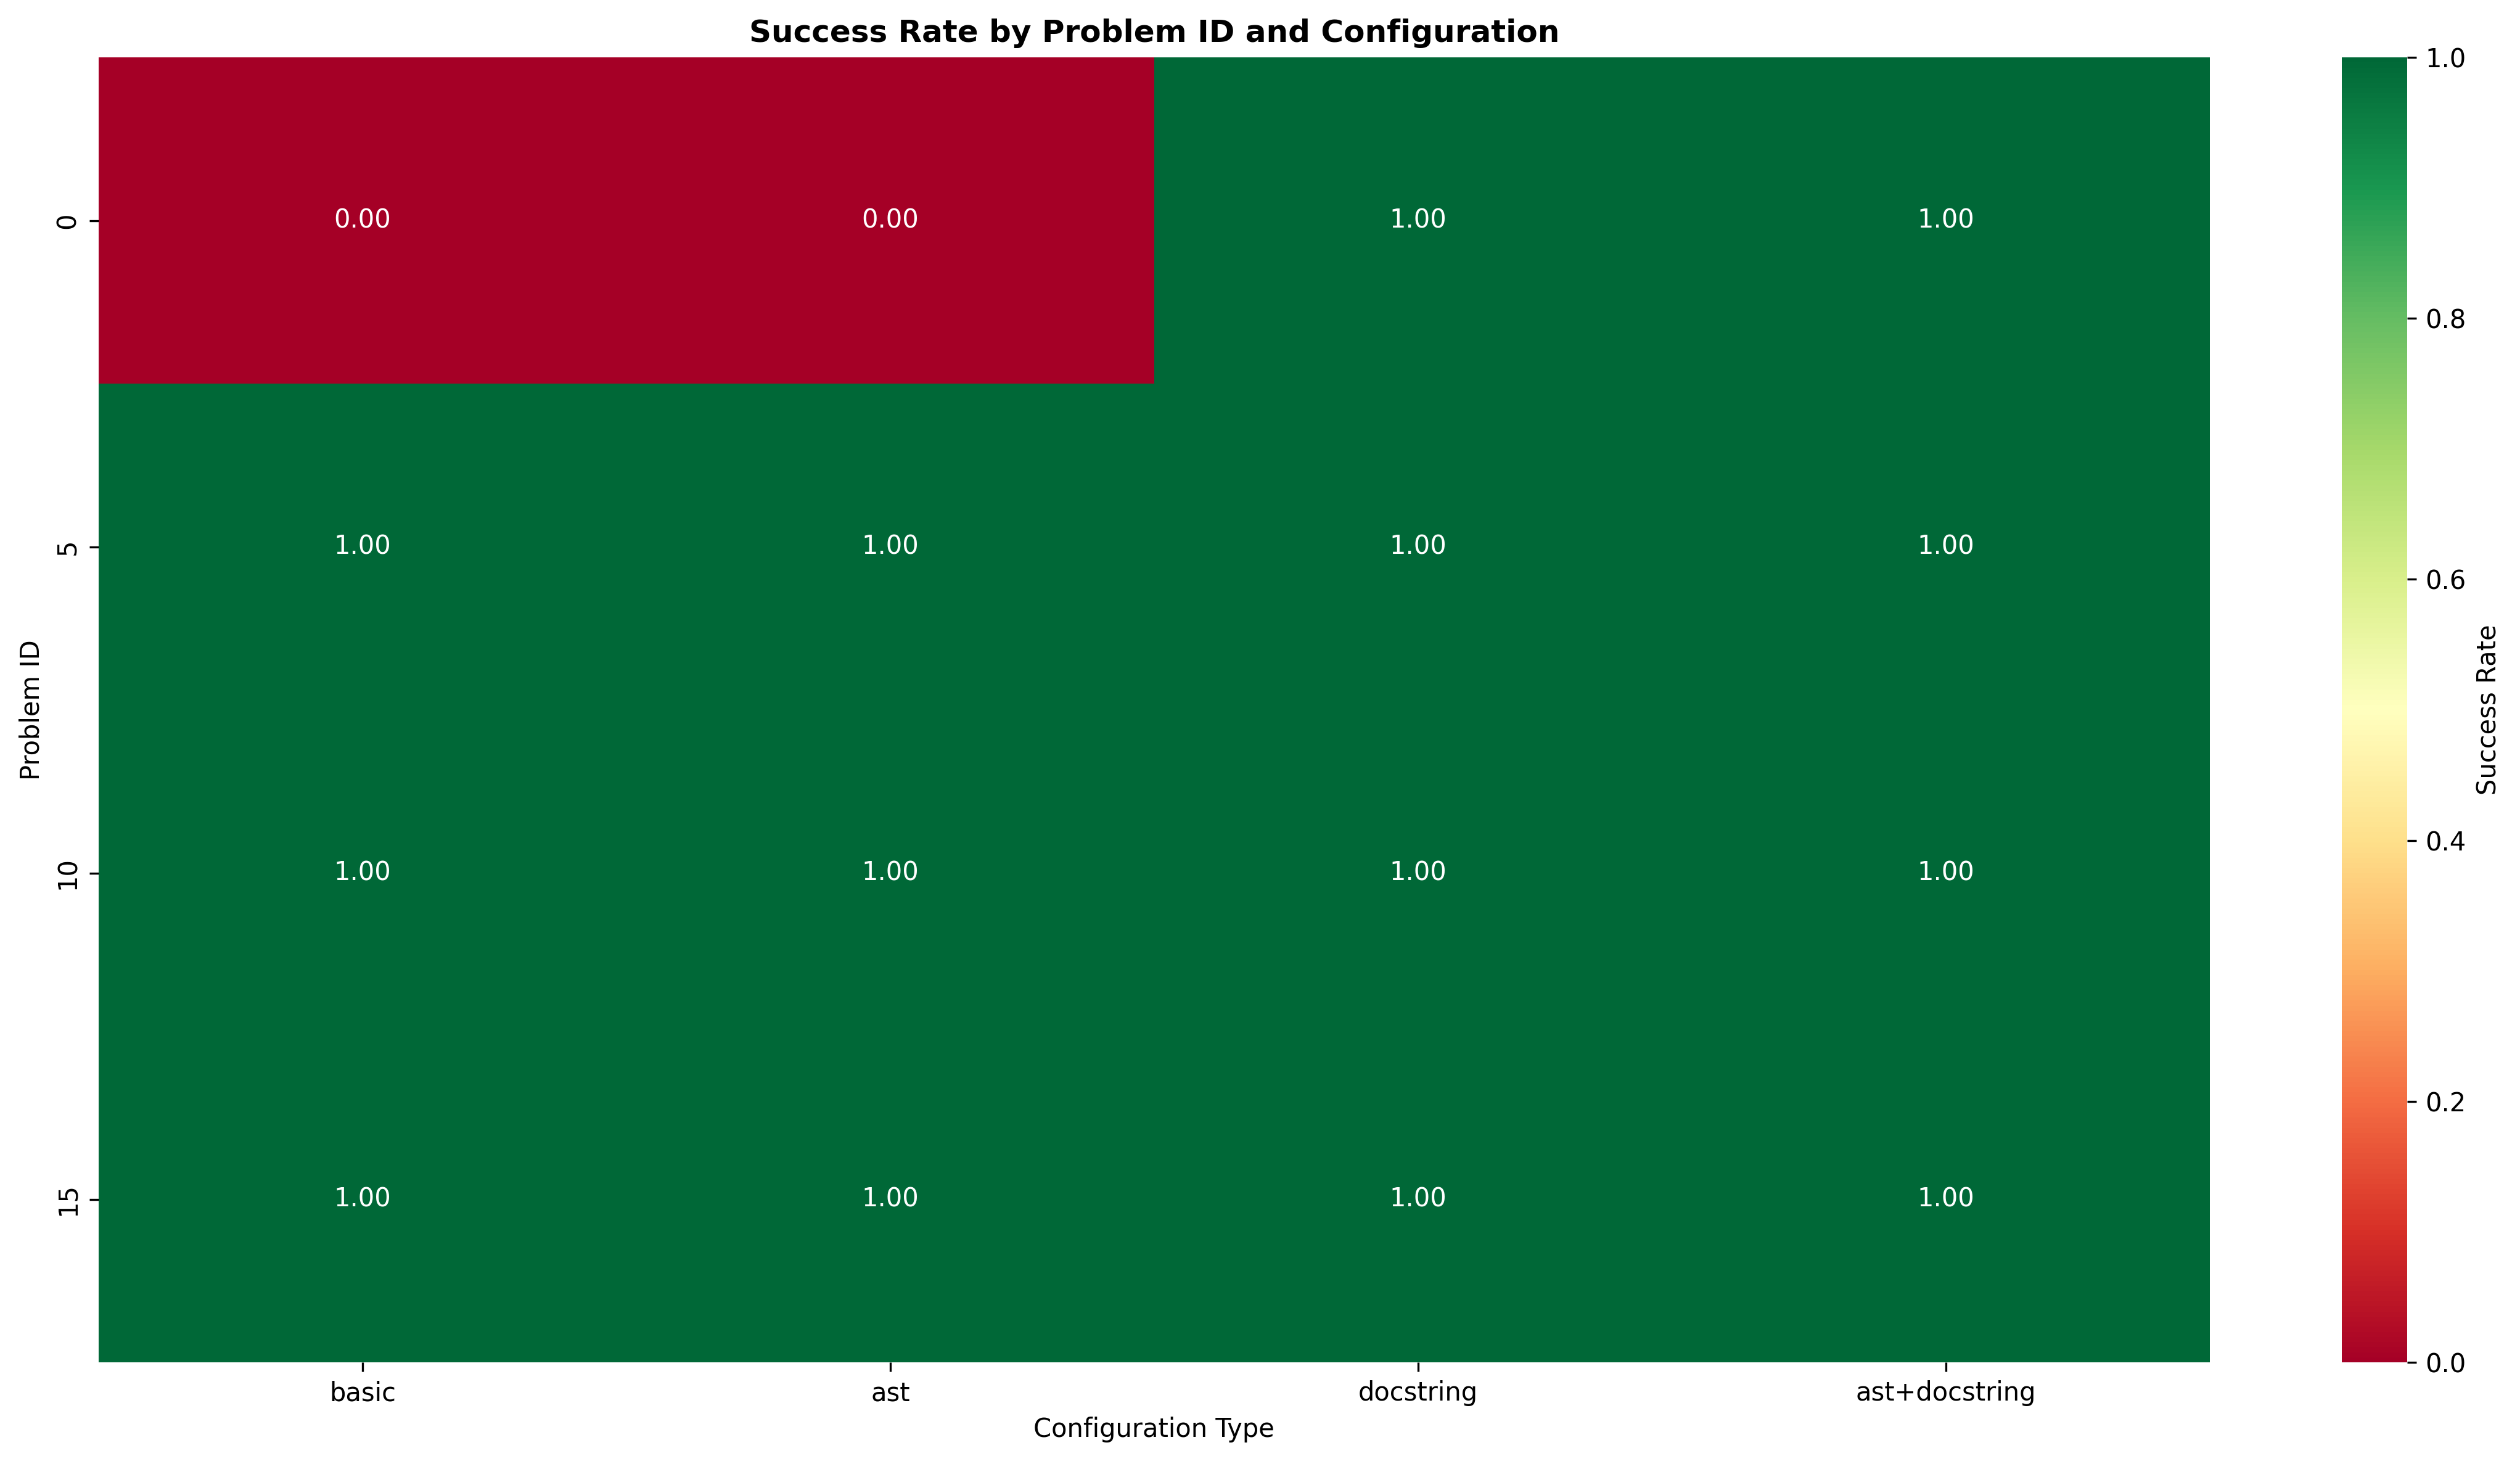 Success Rate by Problem ID and Configuration
1.0
0.8
0.6
0.4
0.2
0.0
Success Rate
Problem ID
0
0.00 0.00 1.00 1.00
5
1.00 1.00 1.00 1.00
10
1.00 1.00 1.00 1.00
15
1.00 1.00 1.00 1.00
basic ast docstring ast+docstring
Configuration Type